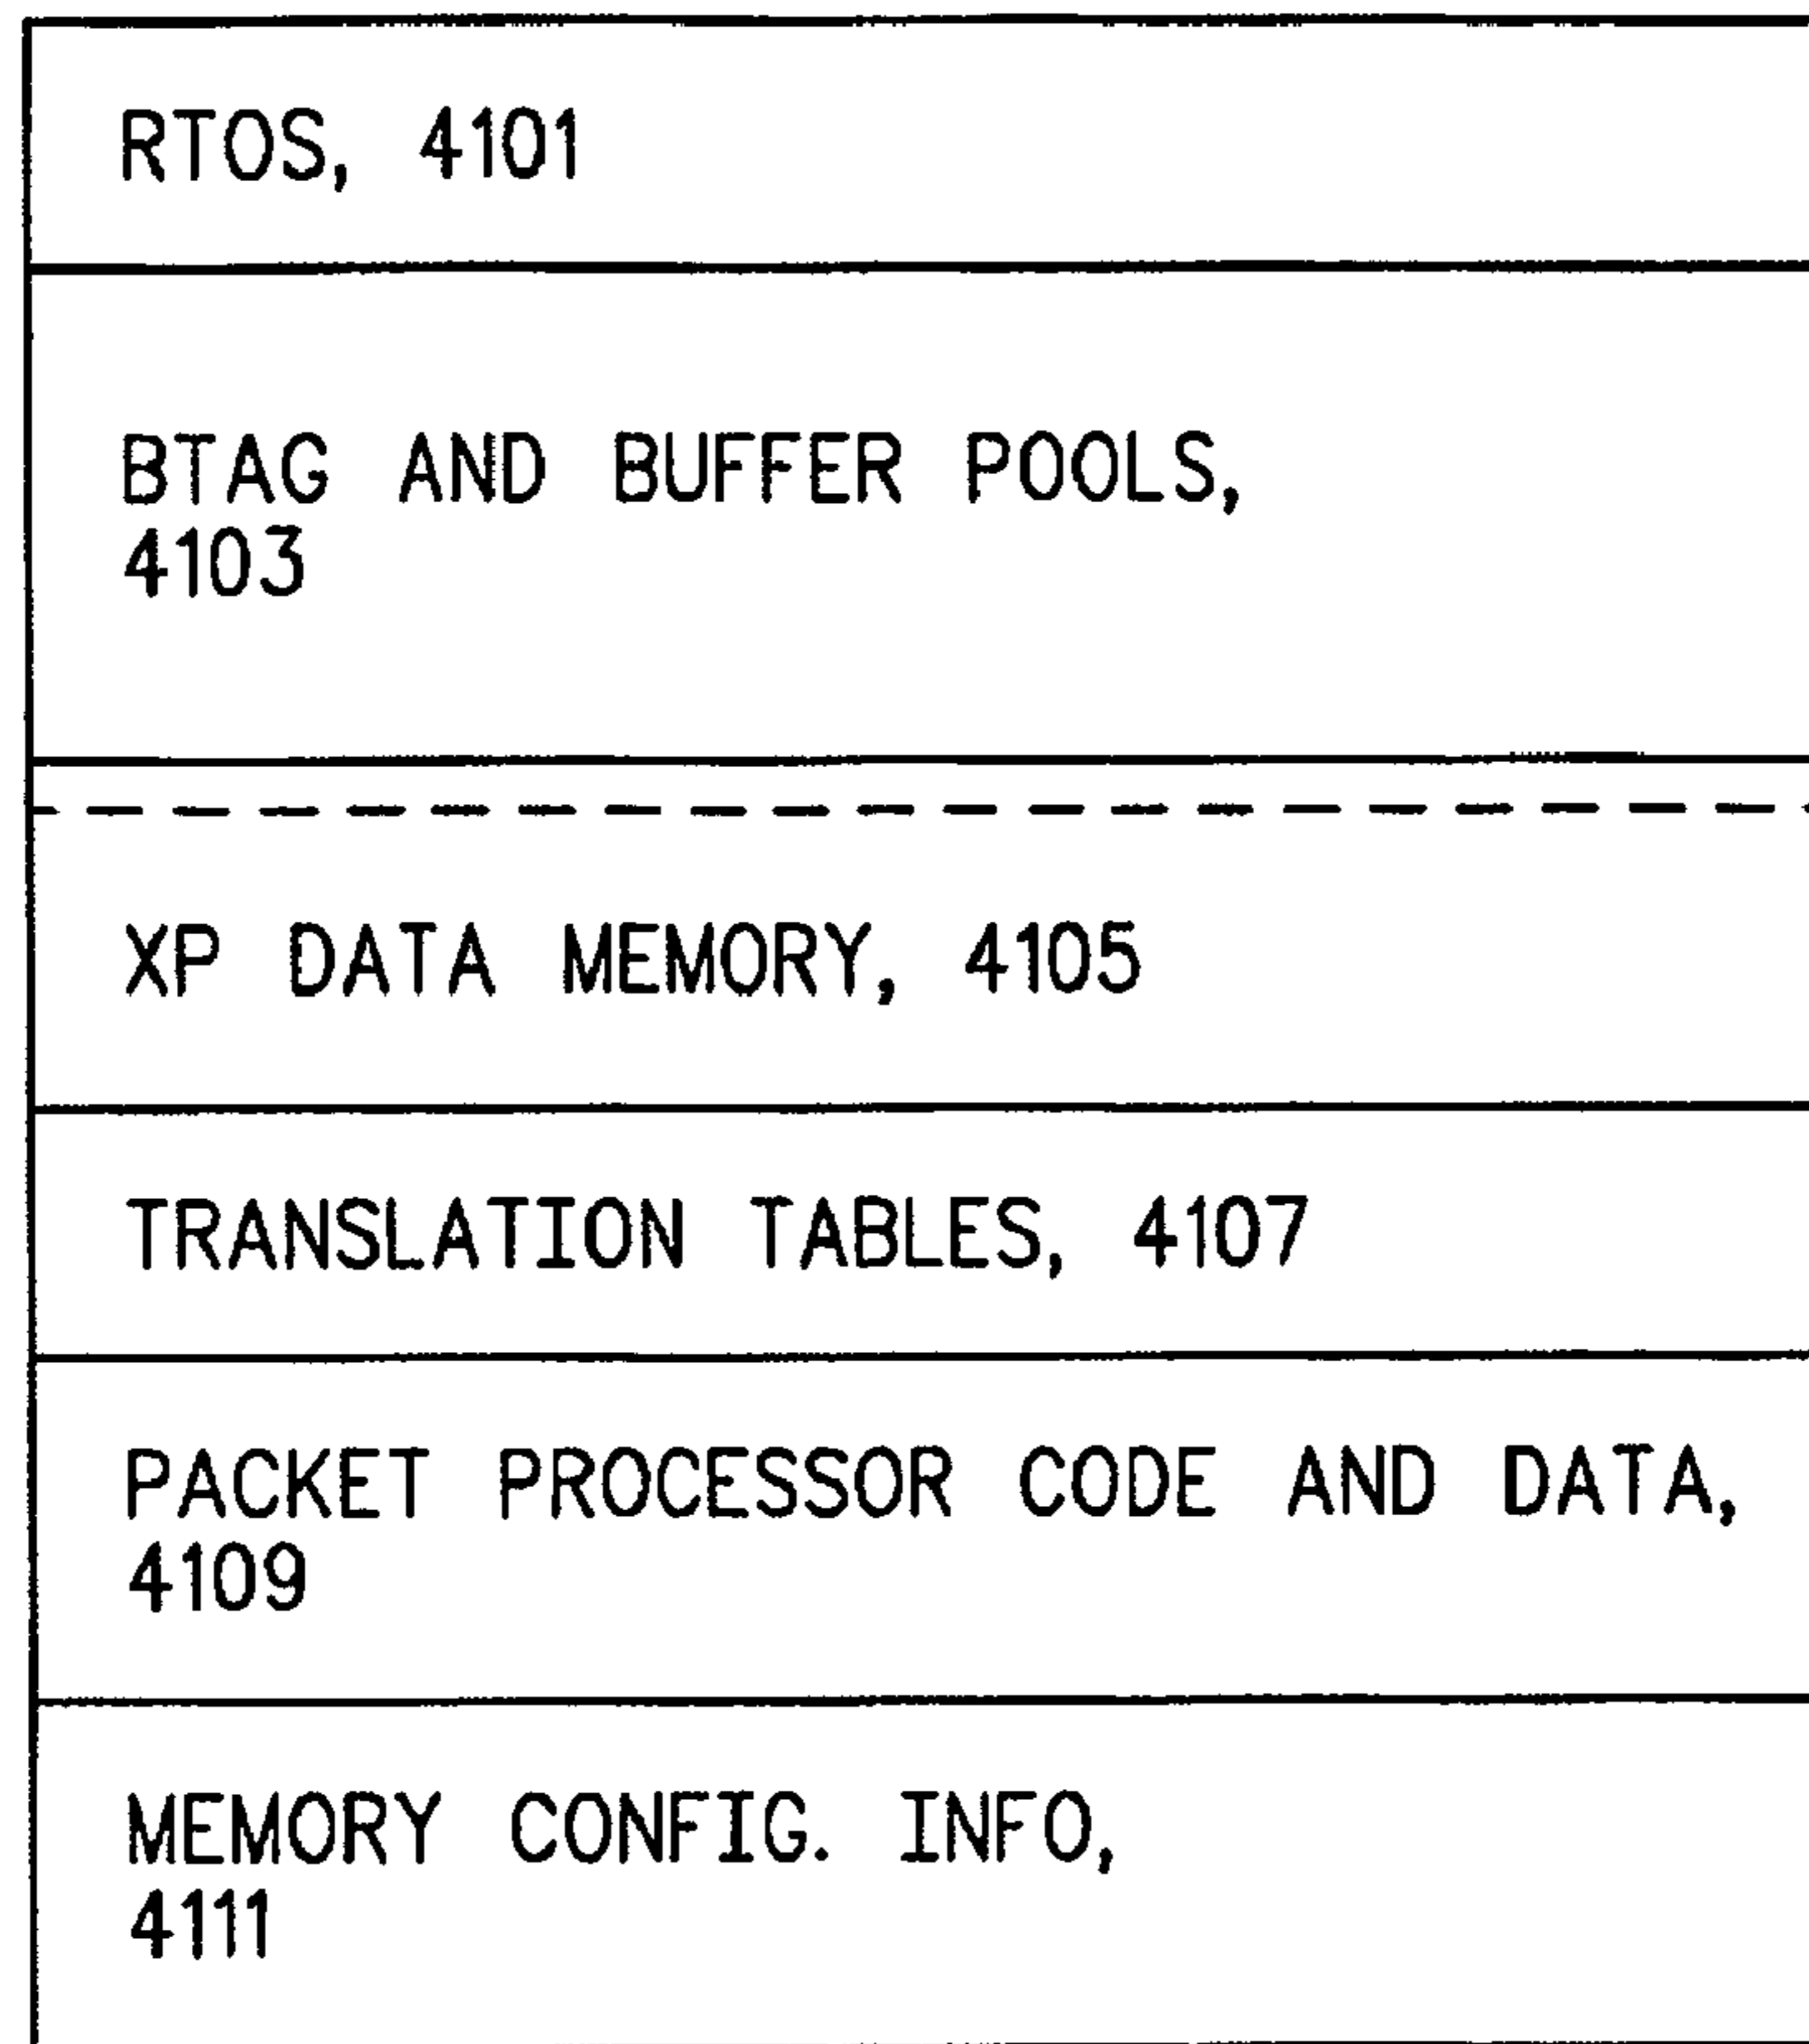 RTOS, 4101
BTAG AND BUFFER POOLS,
4103
XP DATA MEMORY, 4105
TRANSLATION TABLES, 4107
PACKET PROCESSOR CODE AND DATA,
4109
MEMORY CONFIG. INFO,
4111